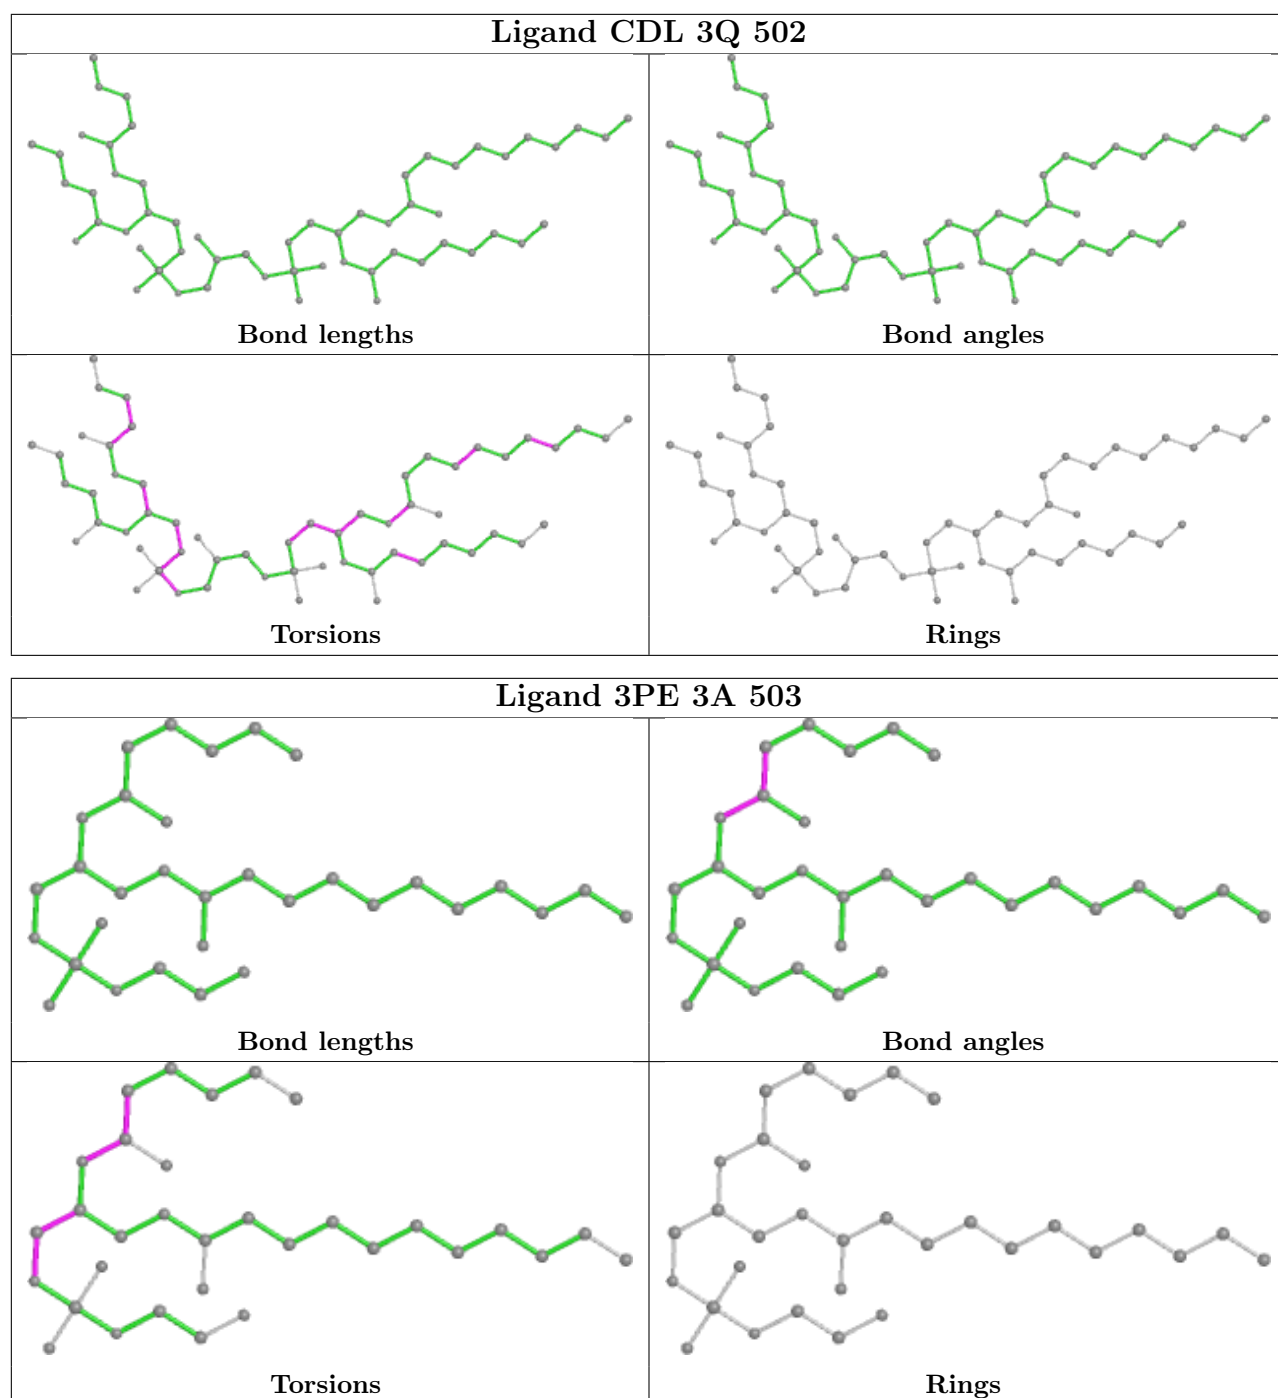 Ligand CDL 3Q 502
Bond lengths
Bond angles
Torsions
Rings
Ligand 3PE 3A 503
Bond lengths
Bond angles
Torsions
Rings